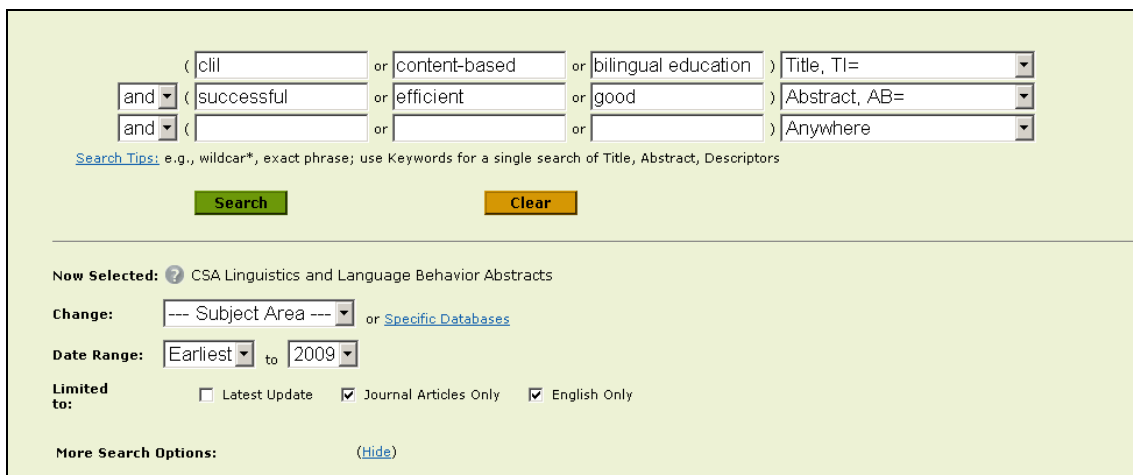 ( clil or content-based or bilingual education ) Title, TI=
and ( successful or efficient or good ) Abstract, AB=
and ( or or ) Anywhere
Search Tips: e.g., wildcar*, exact phrase; use Keywords for a single search of Title, Abstract, Descriptors
Search Clear
Now Selected: ? CSA Linguistics and Language Behavior Abstracts
Change: --- Subject Area --- or Specific Databases
Date Range: Earliest to 2009
Limited to: Latest Update Journal Articles Only English Only
More Search Options: (Hide)